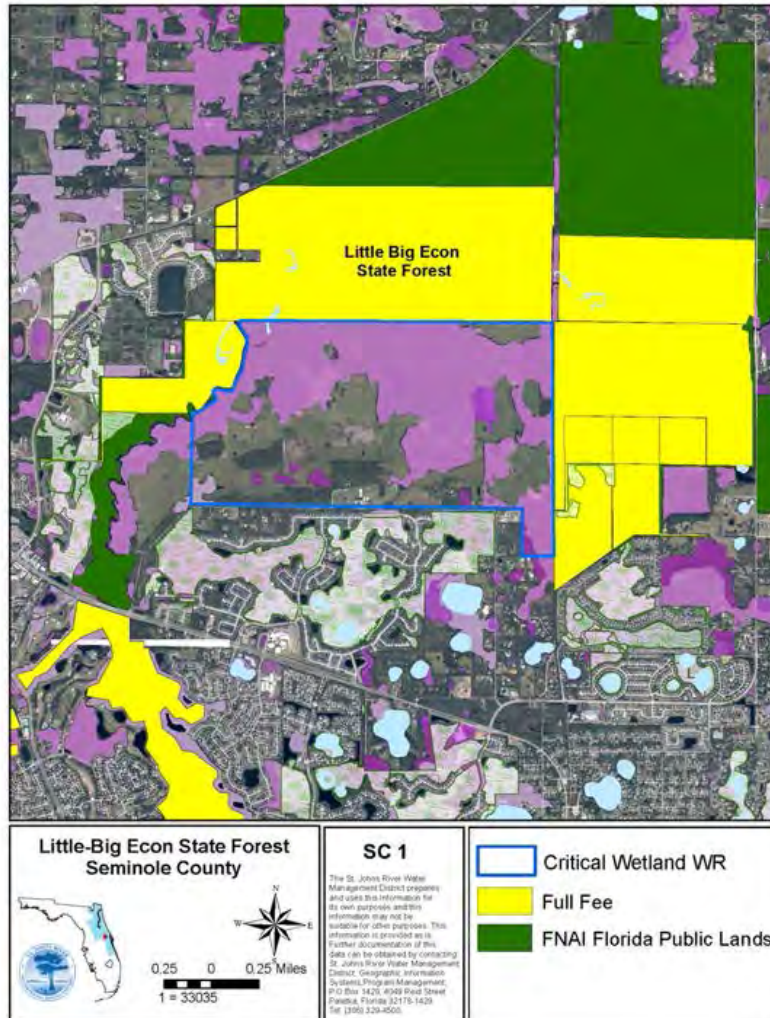 Little Big Econ
State Forest
Little-Big Econ State Forest
Seminole County
N
W
E
S
0.25 0 0.25 Miles
1 = 33035
SC 1
The St. Johns River Water
Management District prepares
and uses this information for
its own purposes and this
information may not be
suitable for other purposes. This
information is provided as is.
Further documentation of this
data can be obtained by contacting
St. Johns River Water Management
District, Geographic Information
Systems, Program Management,
P.O. Box 1429, 4049 Reid Street
Palatka, Florida 32178-1429
Tel: (386) 329-4500.
Critical Wetland WR
Full Fee
FNAI Florida Public Lands